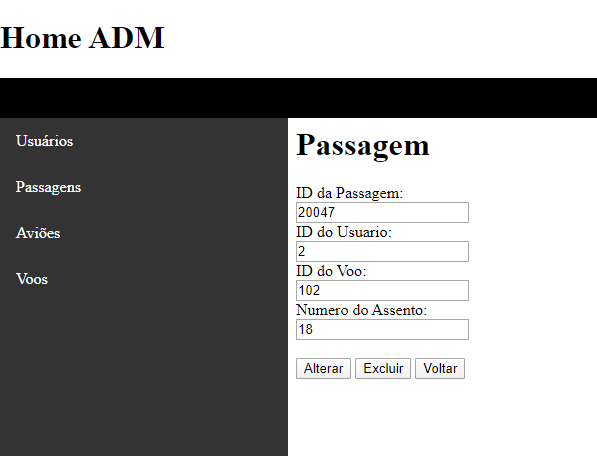 Home ADM
Usuários
Passagens
Aviões
Voos
Passagem
ID da Passagem:
20047
ID do Usuario:
2
ID do Voo:
102
Numero do Assento:
18
Alterar Excluir Voltar